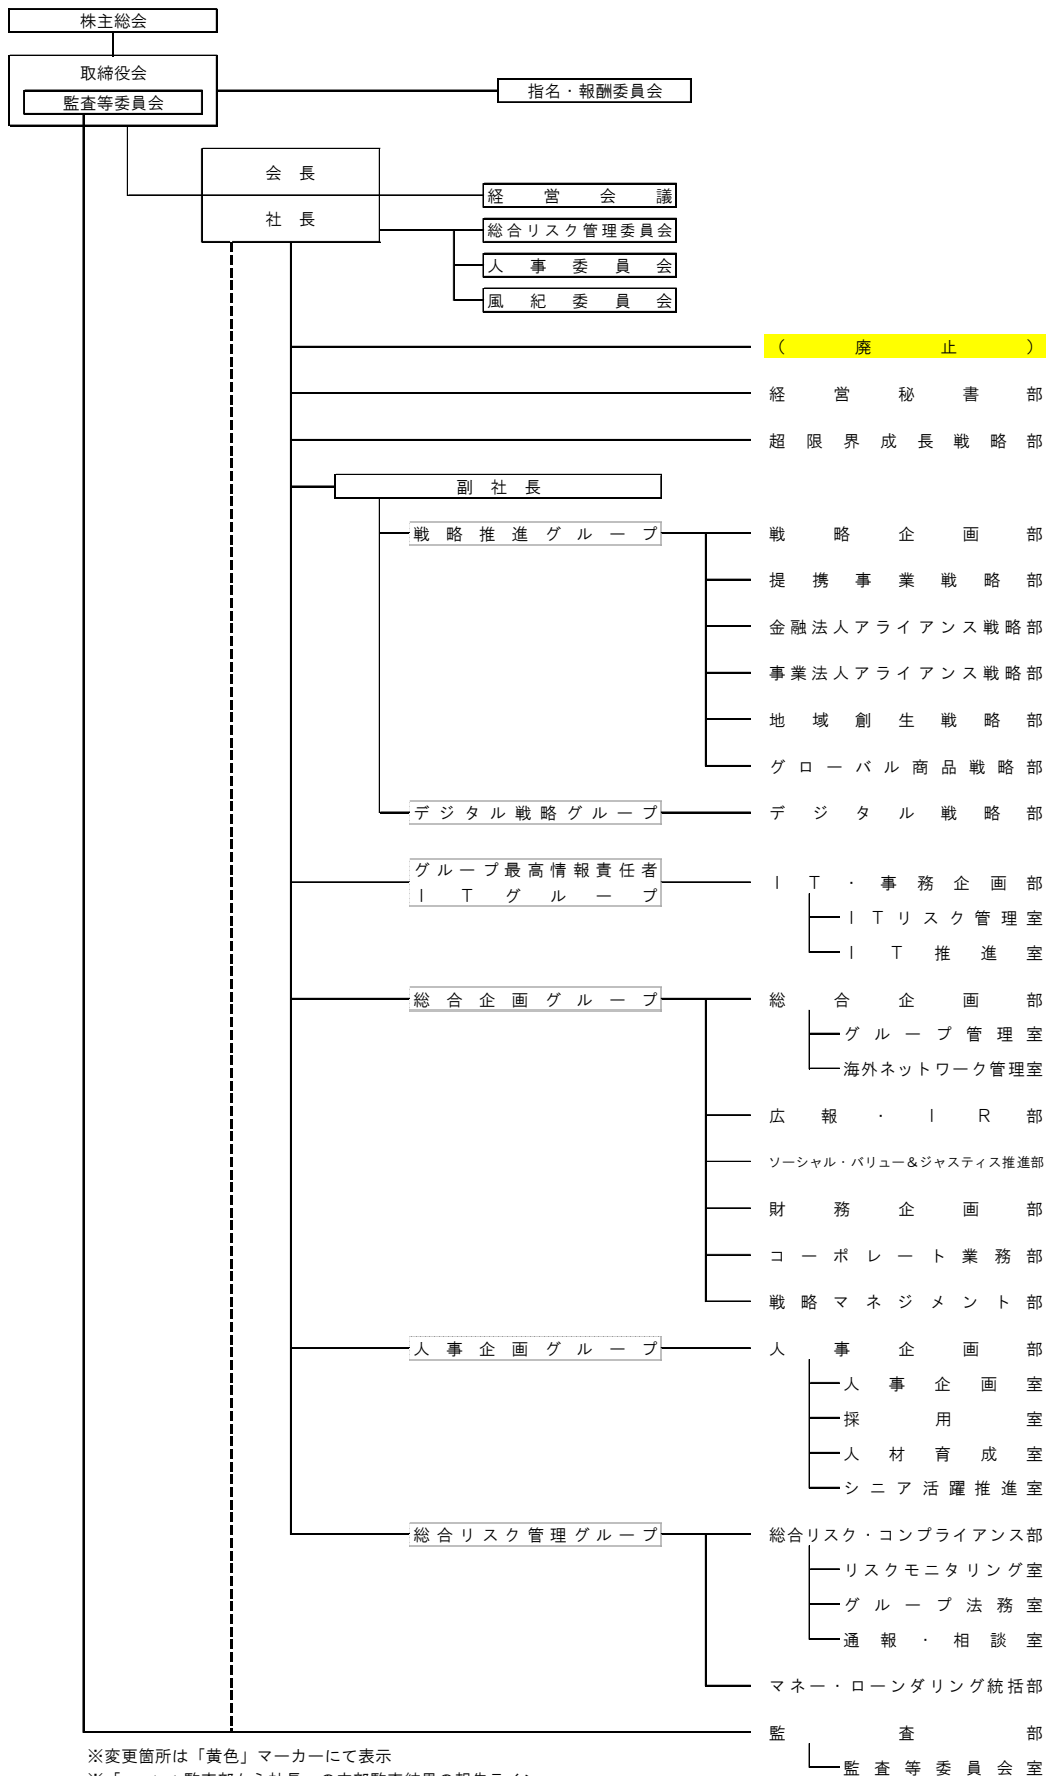 株主総会
取締役会
監査等委員会
指名・報酬委員会
会長
社長
経営会議
総合リスク管理委員会
人事委員会
風紀委員会
（廃止）
経営秘書部
超限界成長戦略部
副社長
戦略推進グループ
戦略企画部
提携事業戦略部
金融法人アライアンス戦略部
事業法人アライアンス戦略部
地域創生戦略部
グローバル商品戦略部
デジタル戦略グループ
デジタル戦略部
グループ最高情報責任者
ＩＴグループ
ＩＴ・事務企画部
ＩＴリスク管理室
ＩＴ推進室
総合企画グループ
総合企画部
グループ管理室
海外ネットワーク管理室
広報・ＩＲ部
ソーシャル・バリュー＆ジャスティス推進部
財務企画部
コーポレート業務部
戦略マネジメント部
人事企画グループ
人事企画部
人事企画室
採用室
人材育成室
シニア活躍推進室
総合リスク管理グループ
総合リスク・コンプライアンス部
リスクモニタリング室
グループ法務室
通報・相談室
マネー・ローンダリング統括部
監査部
監査等委員会室
※変更箇所は「黄色」マーカーにて表示